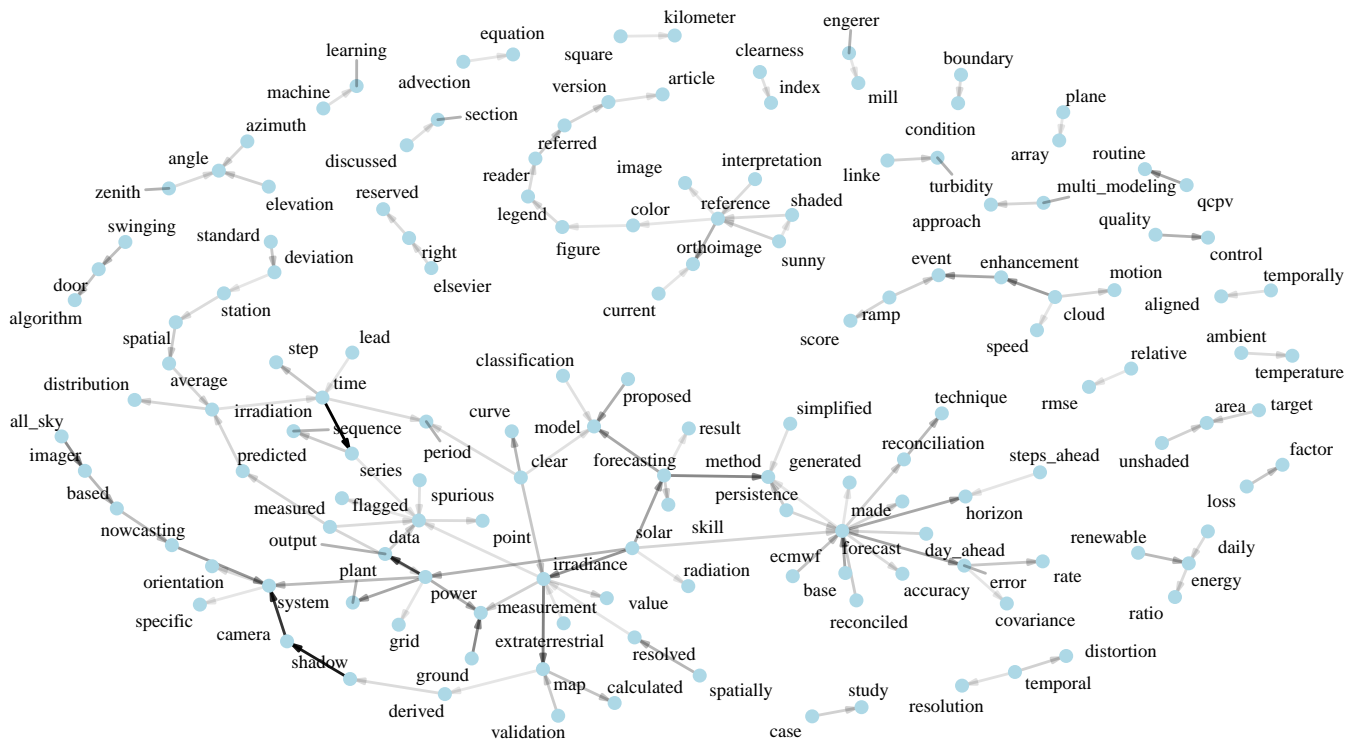 kilometer
engerer
equation
learning
square
clearness
boundary
advection
version
article
machine
index
mill
plane
section
azimuth
condition
referred
array
routine
angle
discussed
image
interpretation
linke
reader
zenith
reserved
turbidity
multi_modeling
elevation
legend
color
reference
shaded
qcpv
approach
swinging
standard
quality
figure
orthoimage
right
deviation
sunny
control
event
enhancement
motion
door
elsevier
temporally
station
current
ramp
cloud
aligned
algorithm
score
speed
ambient
spatial
step
lead
classification
relative
temperature
average
distribution
time
proposed
rmse
technique
irradiation
curve
simplified
area
target
all_sky
sequence
model
result
reconciliation
imager
period
clear
forecasting
method
generated
steps_ahead
unshaded
factor
predicted
series
based
flagged
spurious
persistence
made
loss
measured
horizon
nowcasting
data
point
solar
skill
output
daily
renewable
irradiance
ecmwf
forecast
day_ahead
orientation
plant
radiation
error
rate
energy
system
power
base
accuracy
specific
measurement
value
ratio
camera
grid
extraterrestrial
reconciled
covariance
shadow
resolved
distortion
ground
map
calculated
spatially
temporal
derived
study
resolution
validation
case